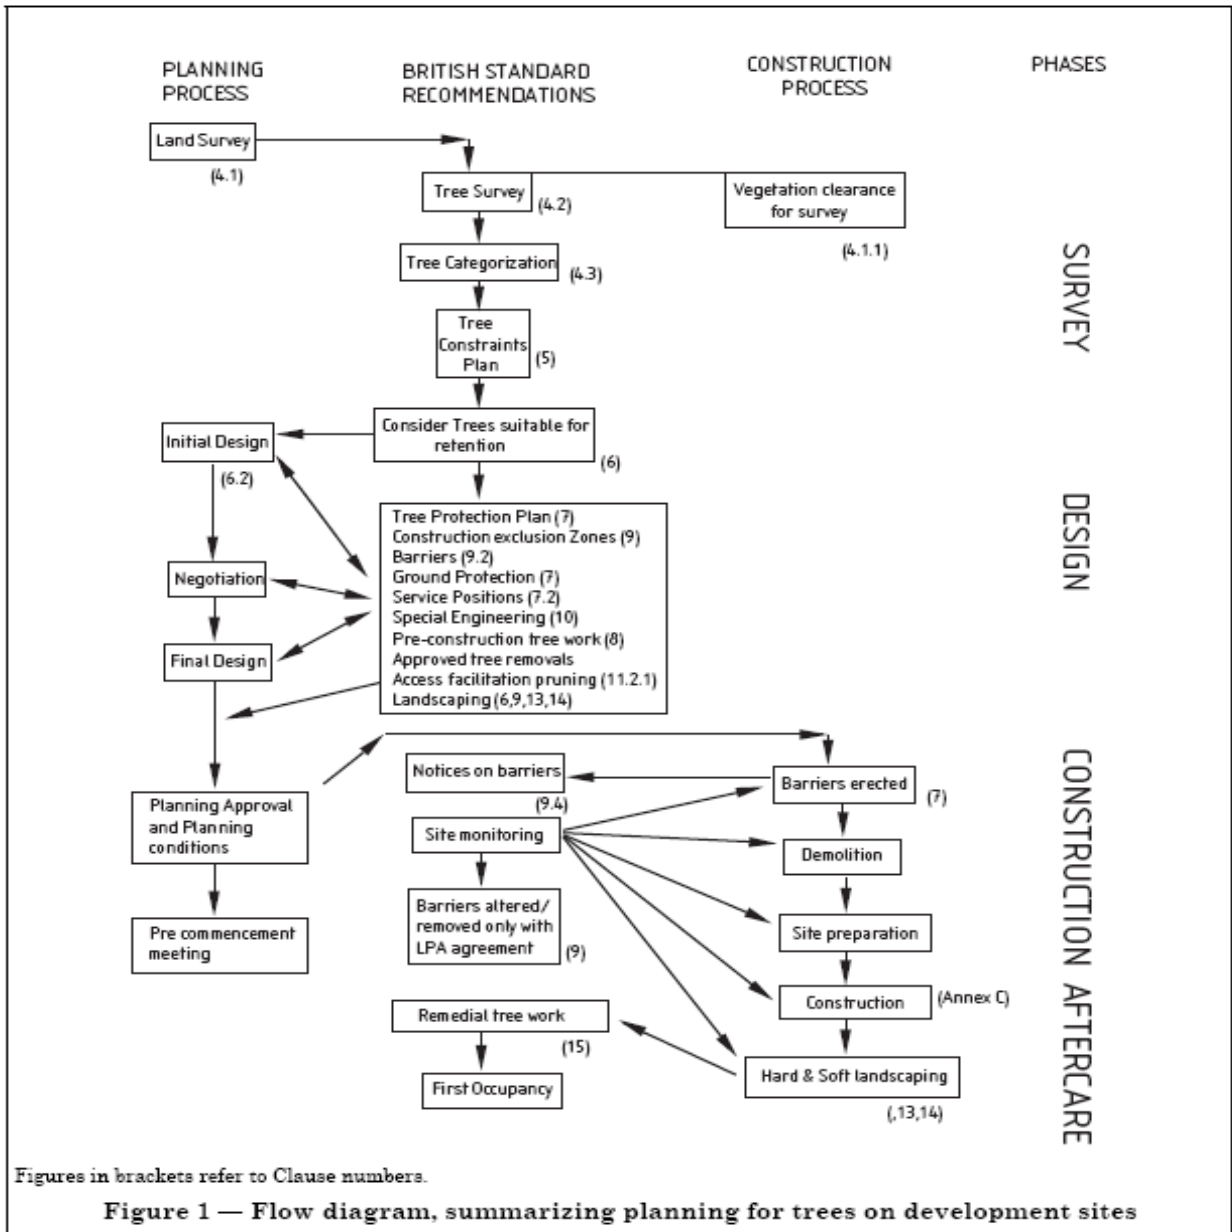 PLANNING
PROCESS
BRITISH STANDARD
RECOMMENDATIONS
CONSTRUCTION
PROCESS
PHASES
Land Survey
(4.1)
Tree Survey
(4.2)
Vegetation clearance
for survey
(4.1.1)
Tree Categorization
(4.3)
SURVEY
Tree
Constraints
Plan
(5)
Consider Trees suitable for
retention
(6)
Initial Design
(6.2)
Tree Protection Plan (7)
Construction exclusion Zones (9)
Barriers (9.2)
Ground Protection (7)
Service Positions (7.2)
Special Engineering (10)
Pre-construction tree work (8)
Approved tree removals
Access facilitation pruning (11.2.1)
Landscaping (6,9,13,14)
DESIGN
Negotiation
Final Design
Planning Approval
and Planning
conditions
Pre commencement
meeting
Notices on barriers
(9.4)
Barriers erected
(7)
Site monitoring
Demolition
Barriers altered/
removed only with
LPA agreement
(9)
Site preparation
Construction
(Annex C)
Remedial tree work
(15)
Hard & Soft landscaping
(,13,14)
First Occupancy
CONSTRUCTION AFTERCARE
Figures in brackets refer to Clause numbers.
Figure 1 — Flow diagram, summarizing planning for trees on development sites